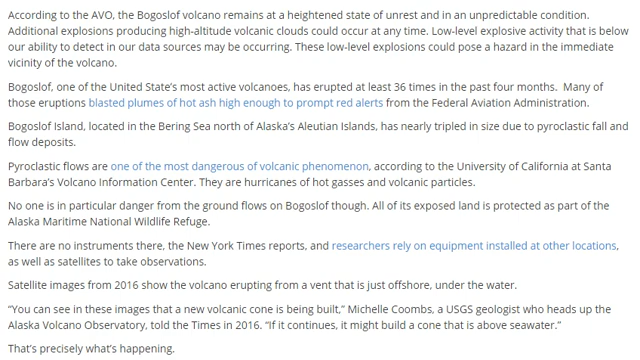 According to the AVO, the Bogoslof volcano remains at a heightened state of unrest and in an unpredictable condition.
Additional explosions producing high-altitude volcanic clouds could occur at any time. Low-level explosive activity that is below
our ability to detect in our data sources may be occurring. These low-level explosions could pose a hazard in the immediate
vicinity of the volcano.
Bogoslof, one of the United State's most active volcanoes, has erupted at least 36 times in the past four months.  Many of
those eruptions blasted plumes of hot ash high enough to prompt red alerts from the Federal Aviation Administration.
Bogoslof Island, located in the Bering Sea north of Alaska's Aleutian Islands, has nearly tripled in size due to pyroclastic fall and
flow deposits.
Pyroclastic flows are one of the most dangerous of volcanic phenomenon, according to the University of California at Santa
Barbara's Volcano Information Center. They are hurricanes of hot gasses and volcanic particles.
No one is in particular danger from the ground flows on Bogoslof though. All of its exposed land is protected as part of the
Alaska Maritime National Wildlife Refuge.
There are no instruments there, the New York Times reports, and researchers rely on equipment installed at other locations,
as well as satellites to take observations.
Satellite images from 2016 show the volcano erupting from a vent that is just offshore, under the water.
“You can see in these images that a new volcanic cone is being built,” Michelle Coombs, a USGS geologist who heads up the
Alaska Volcano Observatory, told the Times in 2016. “If it continues, it might build a cone that is above seawater.”
That's precisely what's happening.